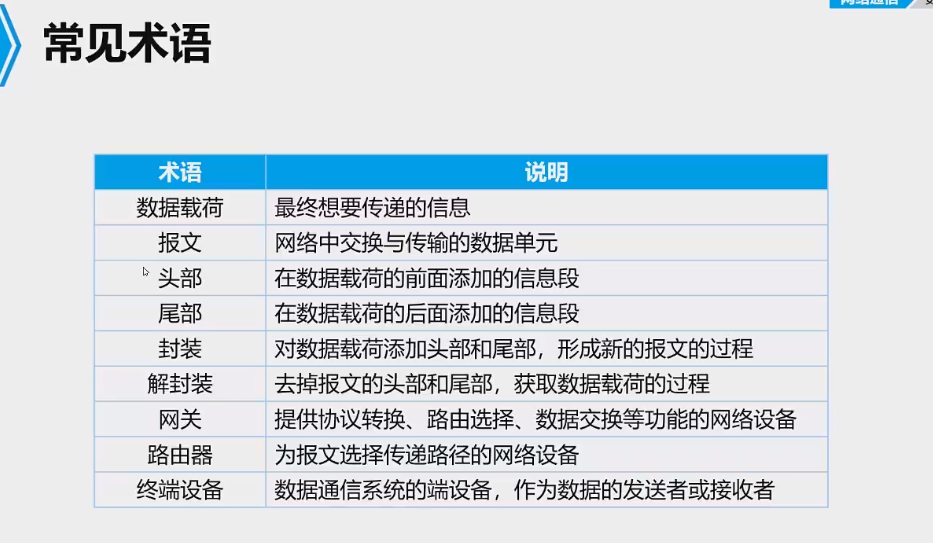 网络通信
常见术语
术语 说明
数据载荷 最终想要传递的信息
报文 网络中交换与传输的数据单元
头部 在数据载荷的前面添加的信息段
尾部 在数据载荷的后面添加的信息段
封装 对数据载荷添加头部和尾部，形成新的报文的过程
解封装 去掉报文的头部和尾部，获取数据载荷的过程
网关 提供协议转换、路由选择、数据交换等功能的网络设备
路由器 为报文选择传递路径的网络设备
终端设备 数据通信系统的端设备，作为数据的发送者或接收者